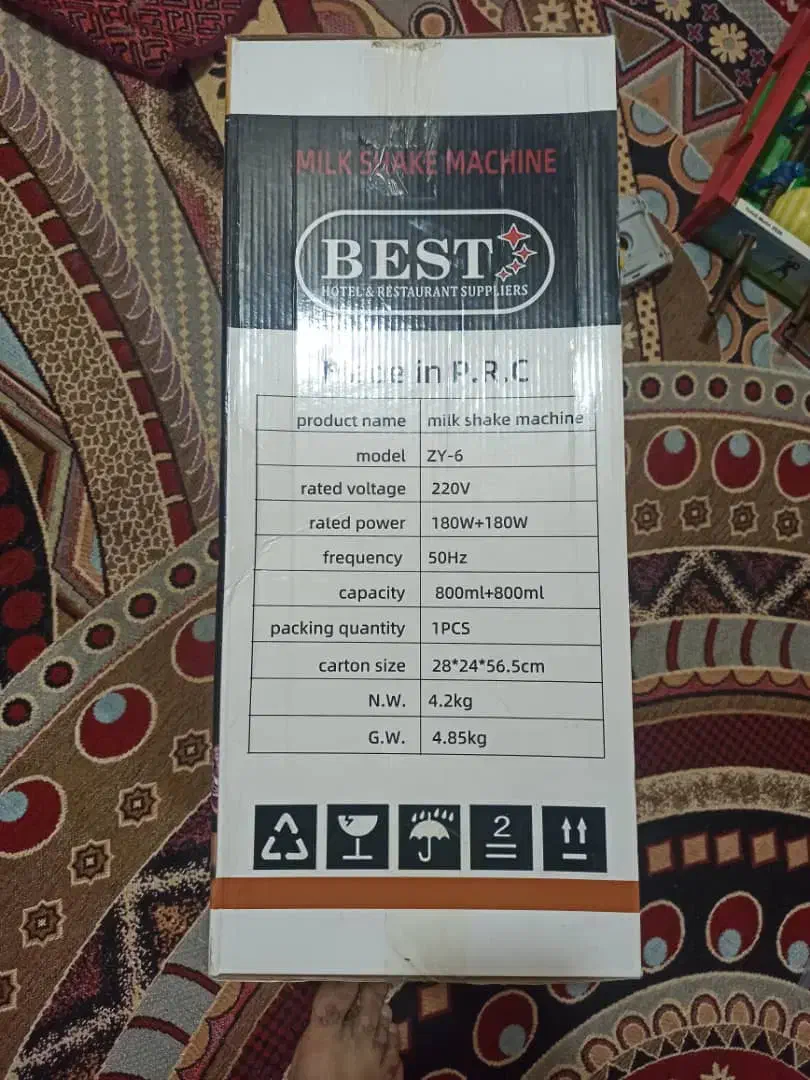 MILK SHAKE MACHINE
BEST
HOTEL & RESTAURANT SUPPLIERS
Made in P.R.C
product name milk shake machine
model ZY-6
rated voltage 220V
rated power 180W+180W
frequency 50Hz
capacity 800ml+800ml
packing quantity 1PCS
carton size 28*24*56.5cm
N.W. 4.2kg
G.W. 4.85kg
2